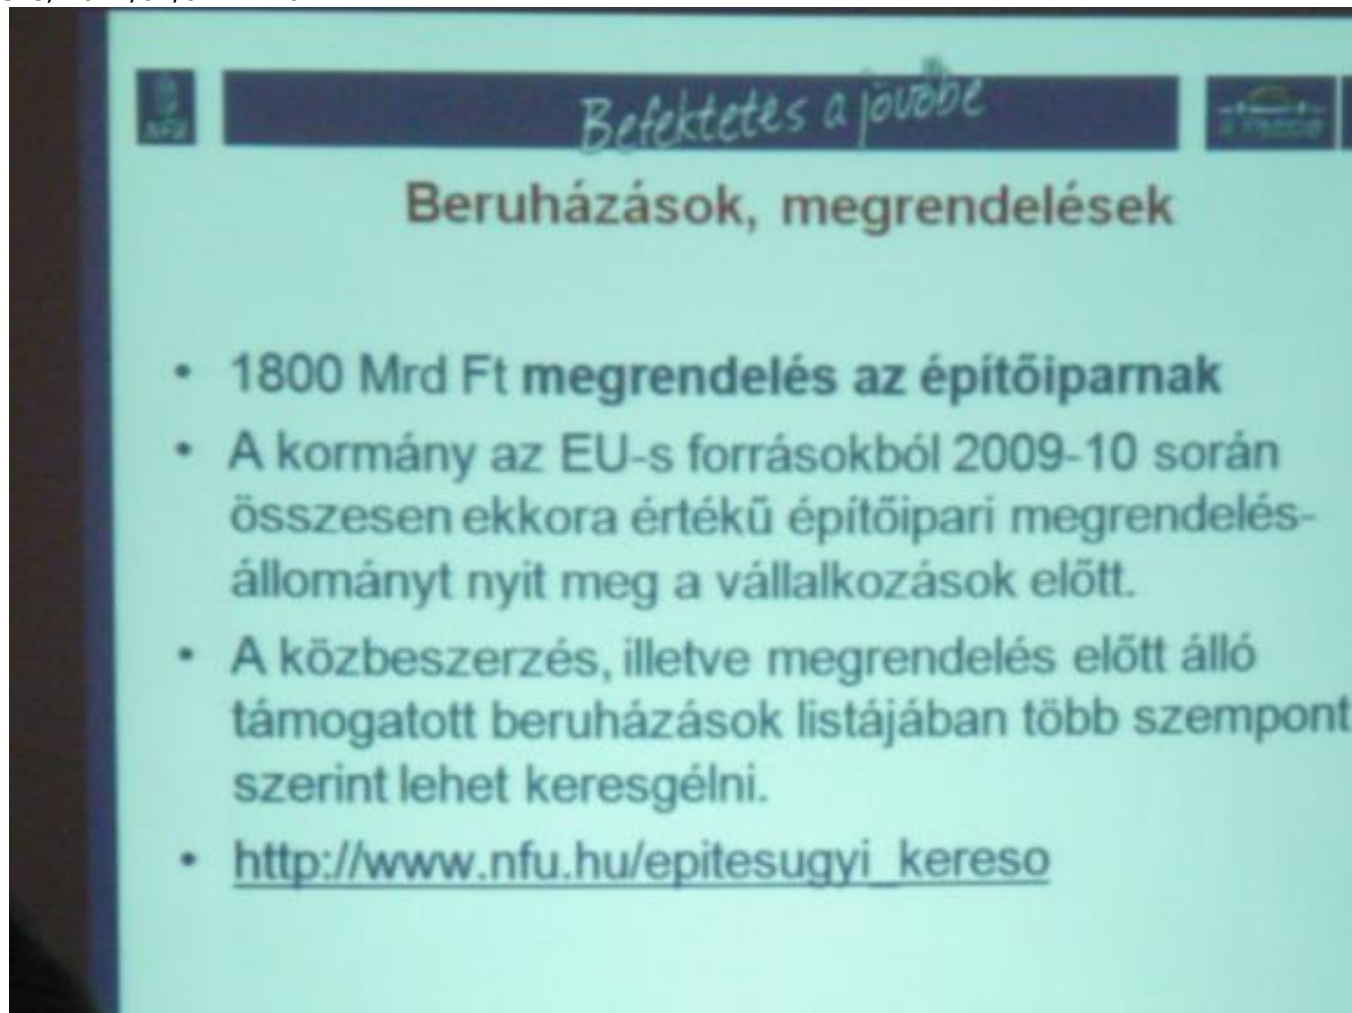 NFÜ
Befektetés a jövőbe
Beruházások, megrendelések
• 1800 Mrd Ft megrendelés az építőiparnak
• A kormány az EU-s forrásokból 2009-10 során
összesen ekkora értékű építőipari megrendelés-
állományt nyit meg a vállalkozások előtt.
• A közbeszerzés, illetve megrendelés előtt álló
támogatott beruházások listájában több szempont
szerint lehet keresgélni.
• http://www.nfu.hu/epitesugyi_kereso